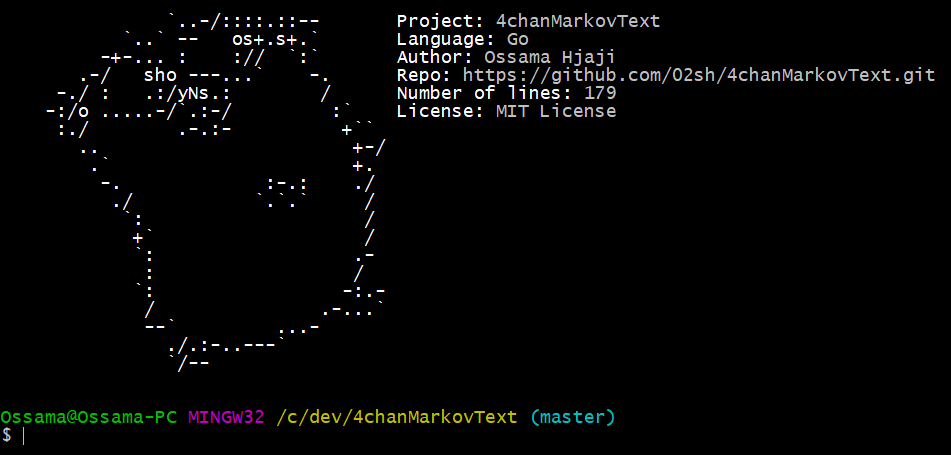 Project: 4chanMarkovText
Language: Go
Author: Ossama Hjaji
Repo: https://github.com/02sh/4chanMarkovText.git
Number of lines: 179
License: MIT License
Ossama@Ossama-PC MINGW32 /c/dev/4chanMarkovText (master)
$